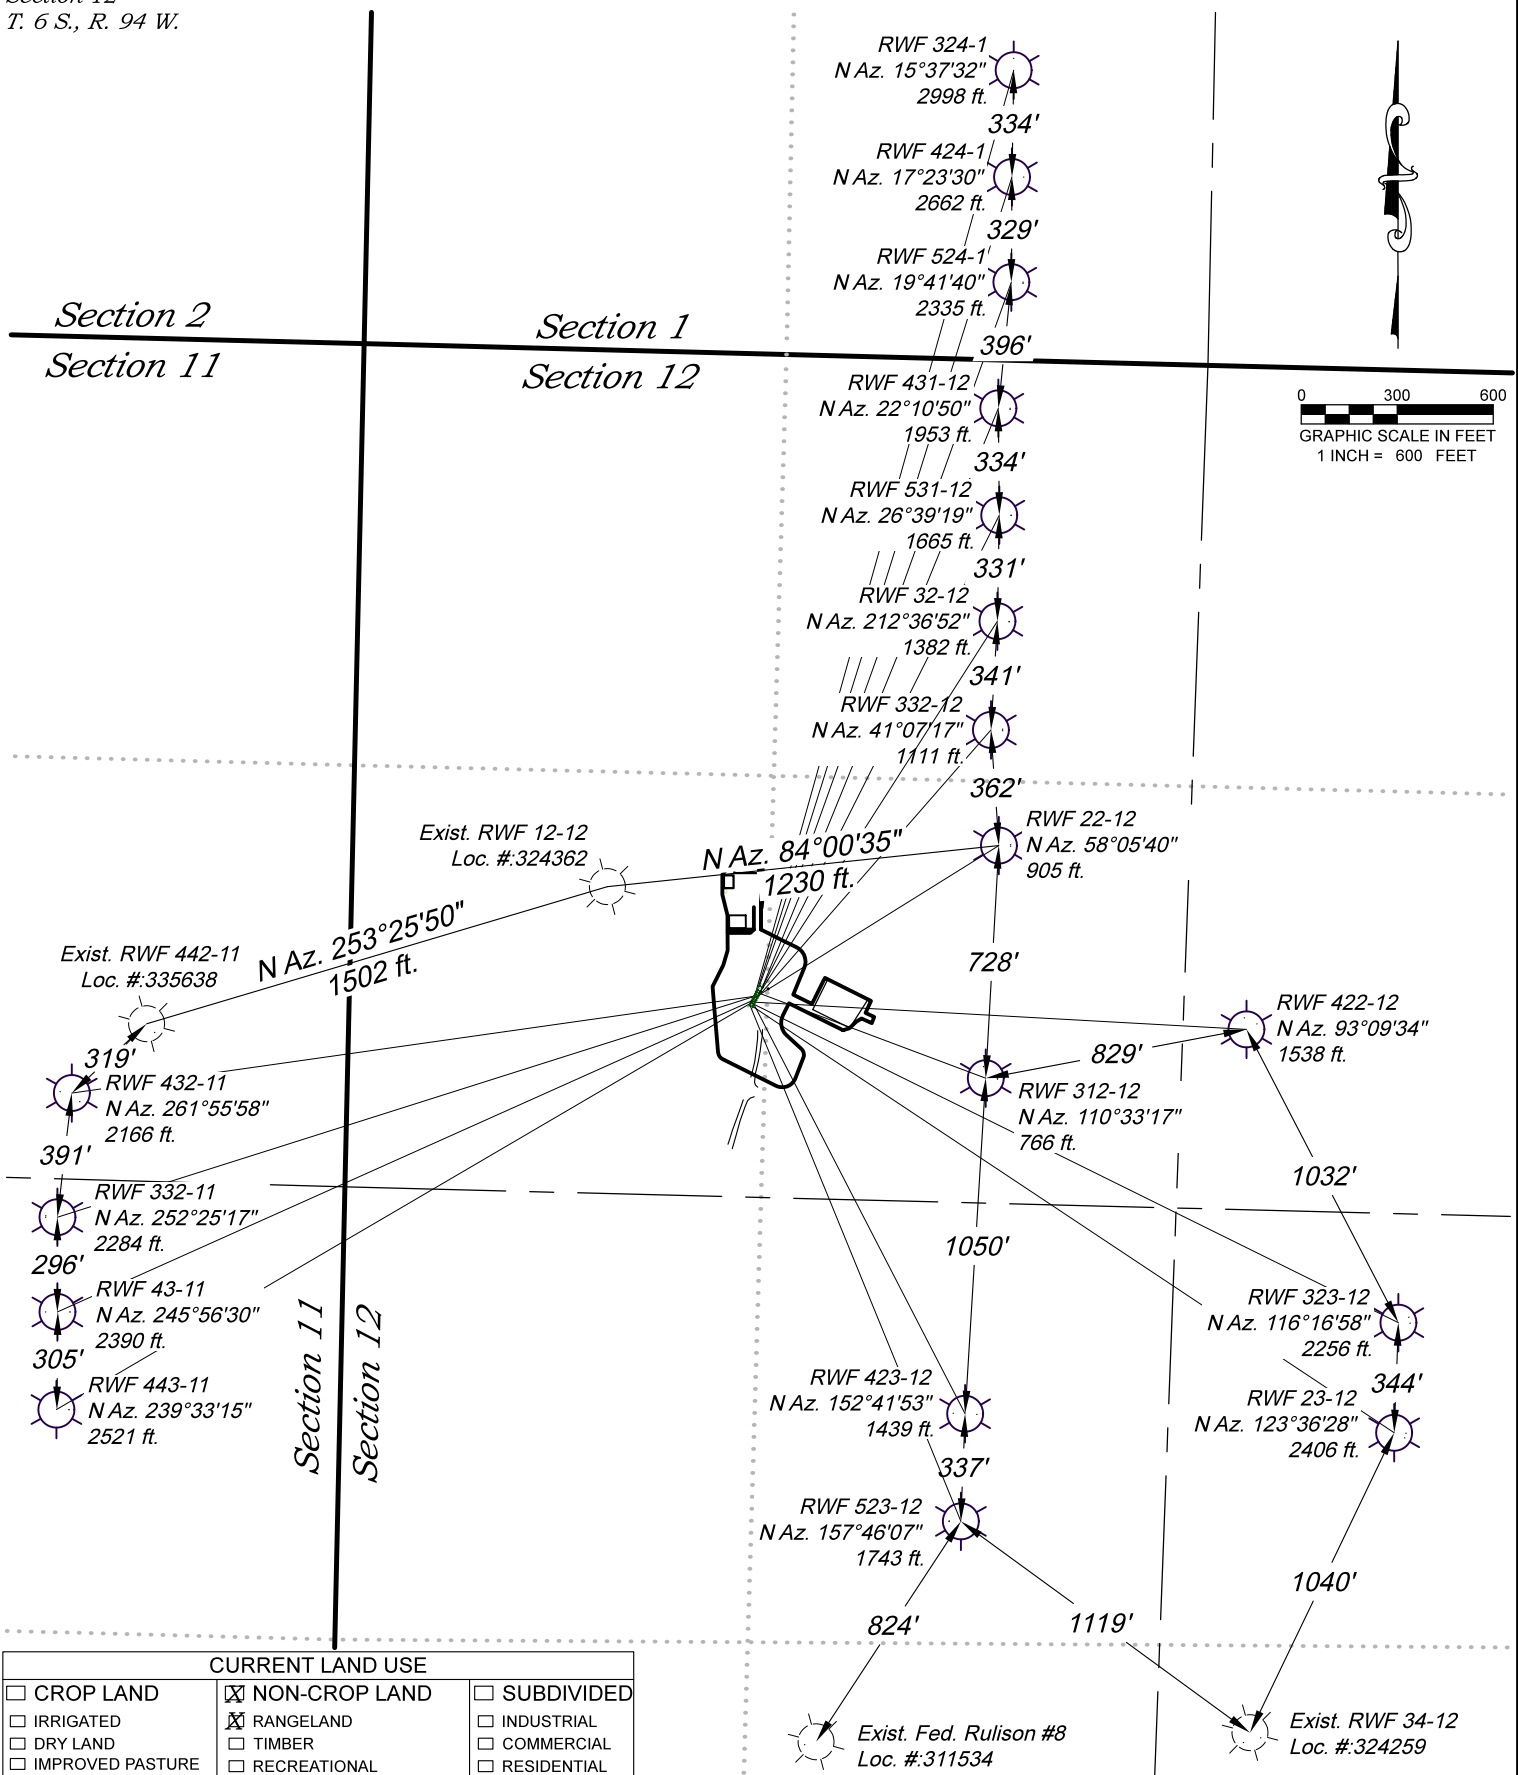 T. 6 S., R. 94 W.
RWF 324-1
N Az. 15°37'32"
2998 ft.
334'
RWF 424-1
N Az. 17°23'30"
2662 ft.
329'
RWF 524-1
N Az. 19°41'40"
2335 ft.
396'
Section 2
Section 1
Section 11
Section 12
0 300 600
GRAPHIC SCALE IN FEET
1 INCH = 600 FEET
RWF 431-12
N Az. 22°10'50"
1953 ft.
334'
RWF 531-12
N Az. 26°39'19"
1665 ft.
331'
RWF 32-12
N Az. 212°36'52"
1382 ft.
341'
RWF 332-12
N Az. 41°07'17"
1111 ft.
362'
RWF 22-12
N Az. 58°05'40"
905 ft.
Exist. RWF 12-12
Loc. #:324362
N Az. 84°00'35"
1230 ft.
N Az. 253°25'50"
1502 ft.
Exist. RWF 442-11
Loc. #:335638
728'
RWF 422-12
N Az. 93°09'34"
1538 ft.
829'
319'
RWF 432-11
N Az. 261°55'58"
2166 ft.
RWF 312-12
N Az. 110°33'17"
766 ft.
391'
1032'
RWF 332-11
N Az. 252°25'17"
2284 ft.
1050'
296'
RWF 43-11
N Az. 245°56'30"
2390 ft.
RWF 323-12
N Az. 116°16'58"
2256 ft.
305'
Section 11
Section 12
RWF 443-11
N Az. 239°33'15"
2521 ft.
RWF 423-12
N Az. 152°41'53"
1439 ft.
344'
RWF 23-12
N Az. 123°36'28"
2406 ft.
337'
RWF 523-12
N Az. 157°46'07"
1743 ft.
1040'
824'
1119'
CURRENT LAND USE
CROP LAND
X NON-CROP LAND
SUBDIVIDED
IRRIGATED
X RANGELAND
INDUSTRIAL
DRY LAND
TIMBER
COMMERCIAL
IMPROVED PASTURE
RECREATIONAL
RESIDENTIAL
Exist. Fed. Rulison #8
Loc. #:311534
Exist. RWF 34-12
Loc. #:324259